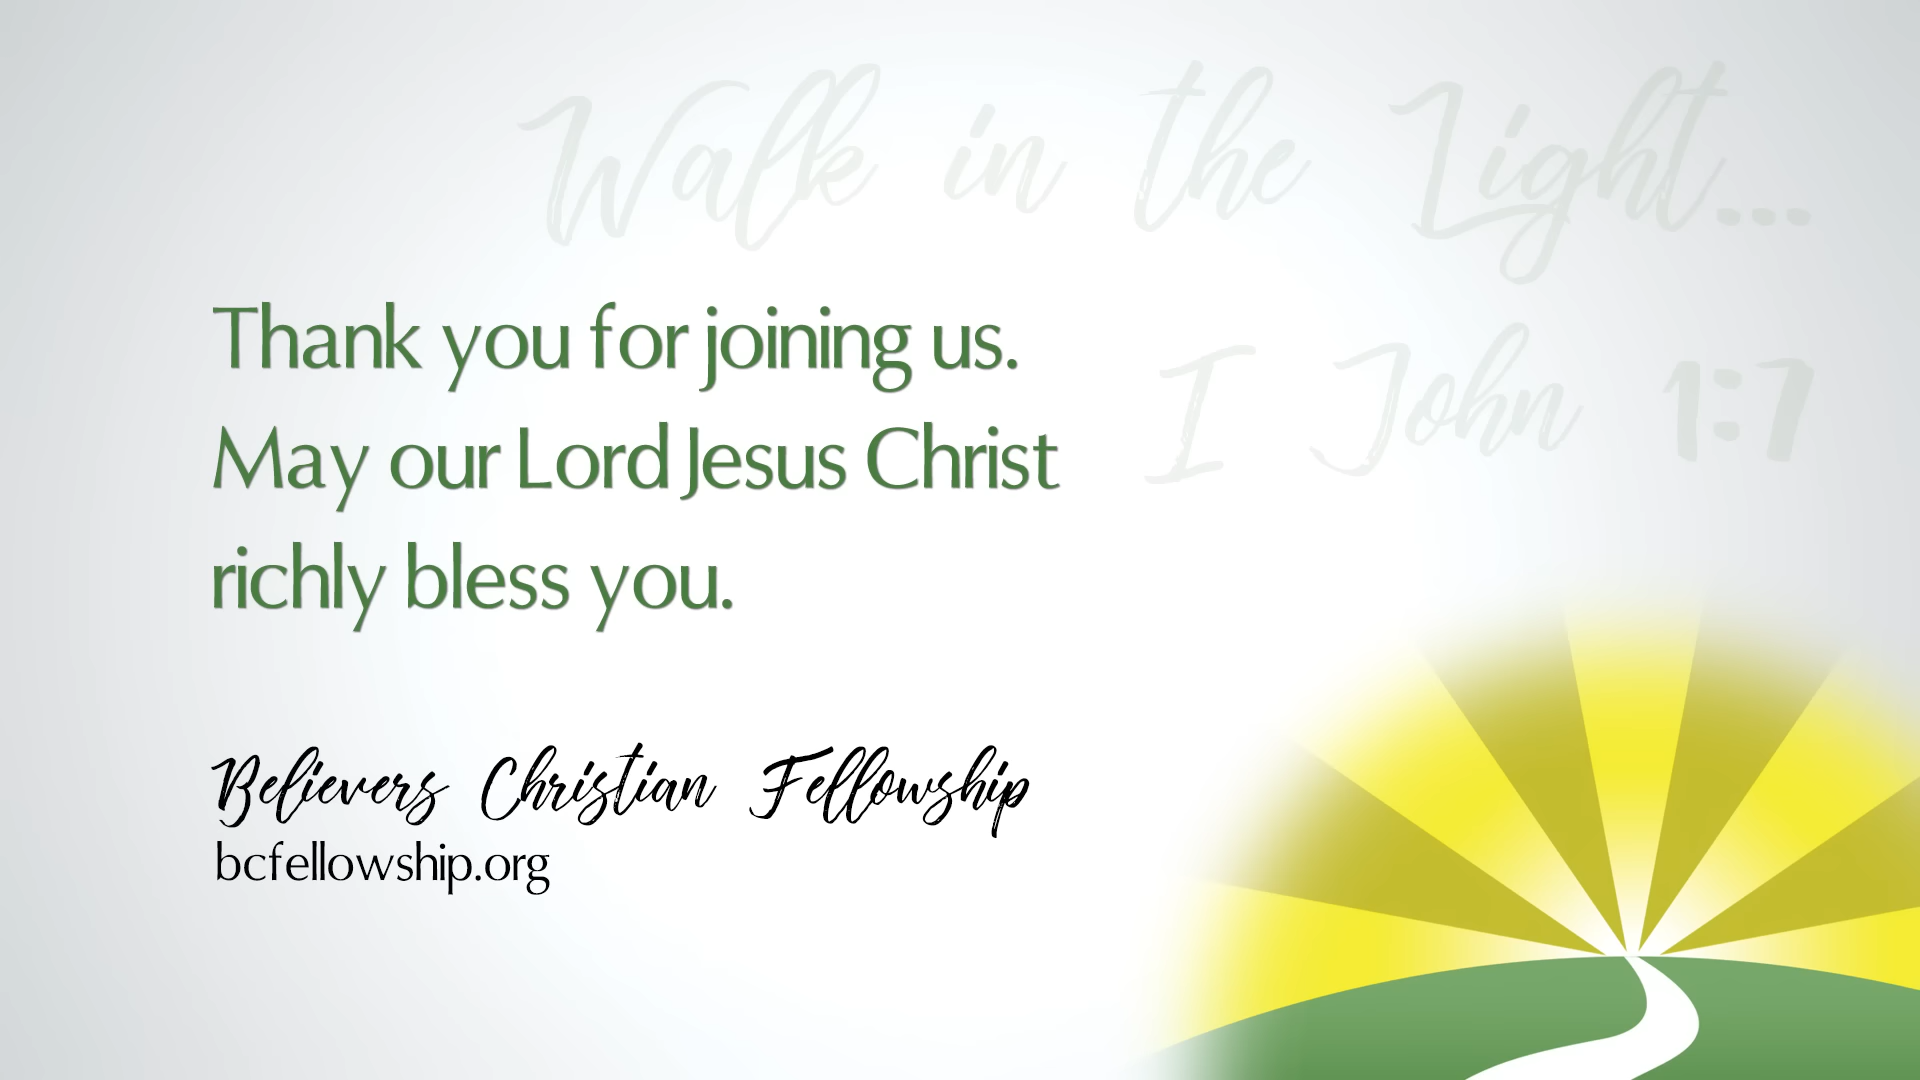 Walk in the Light...
I John 1:7
Thank you for joining us.
May our Lord Jesus Christ
richly bless you.
Believers Christian Fellowship
bcfellowship.org